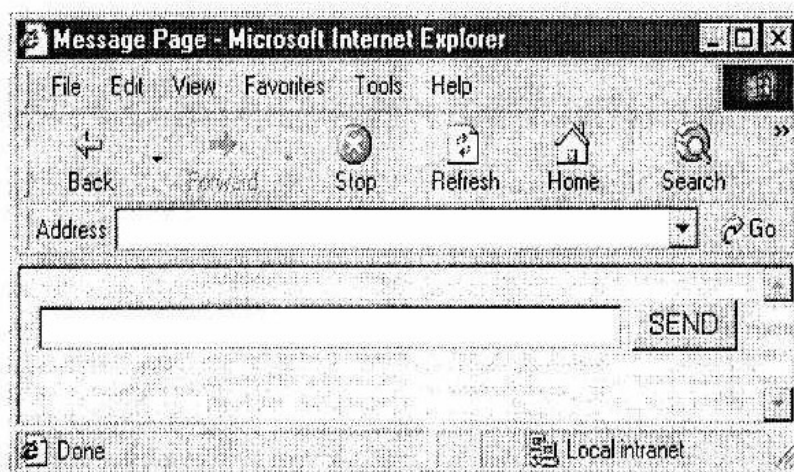 Message Page - Microsoft Internet Explorer
File Edit View Favorites Tools Help
Back Forward Stop Refresh Home Search »
Address Go
SEND
Done Local intranet